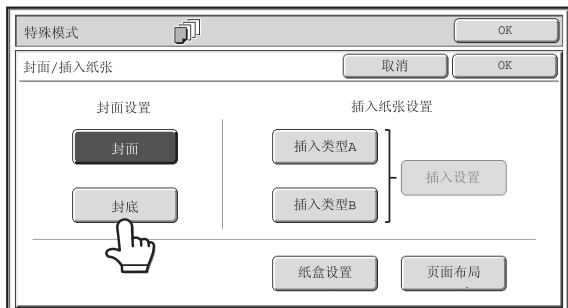 特殊模式 OK
封面/插入纸张 取消 OK
封面设置 插入纸张设置
封面 插入类型A
插入设置
封底 插入类型B
纸盒设置 页面布局